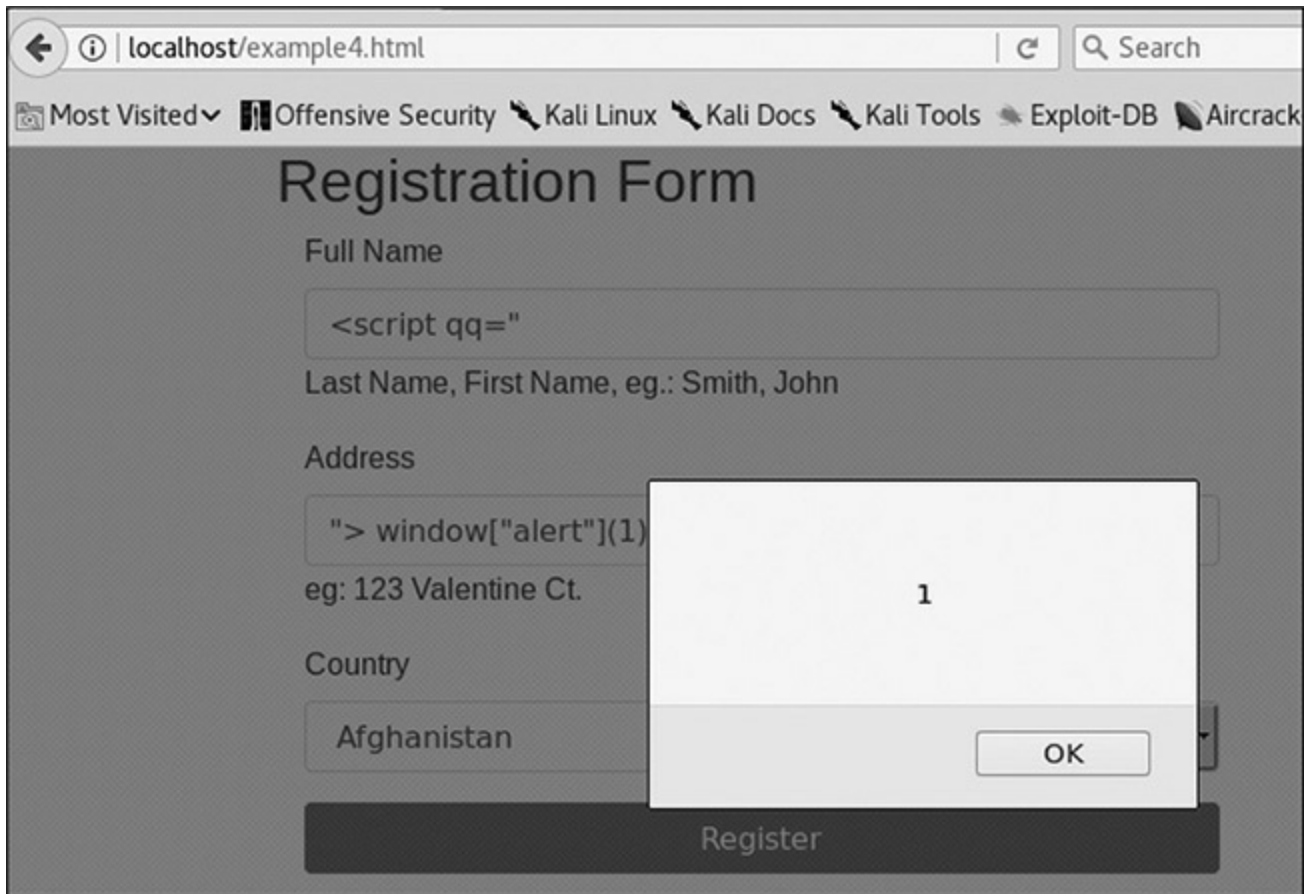 localhost/example4.html
Search
Most Visited Offensive Security Kali Linux Kali Docs Kali Tools Exploit-DB Aircrack
Registration Form
Full Name
<script qq="
Last Name, First Name, eg.: Smith, John
Address
"> window["alert"](1)
eg: 123 Valentine Ct.
1
Country
Afghanistan
OK
Register